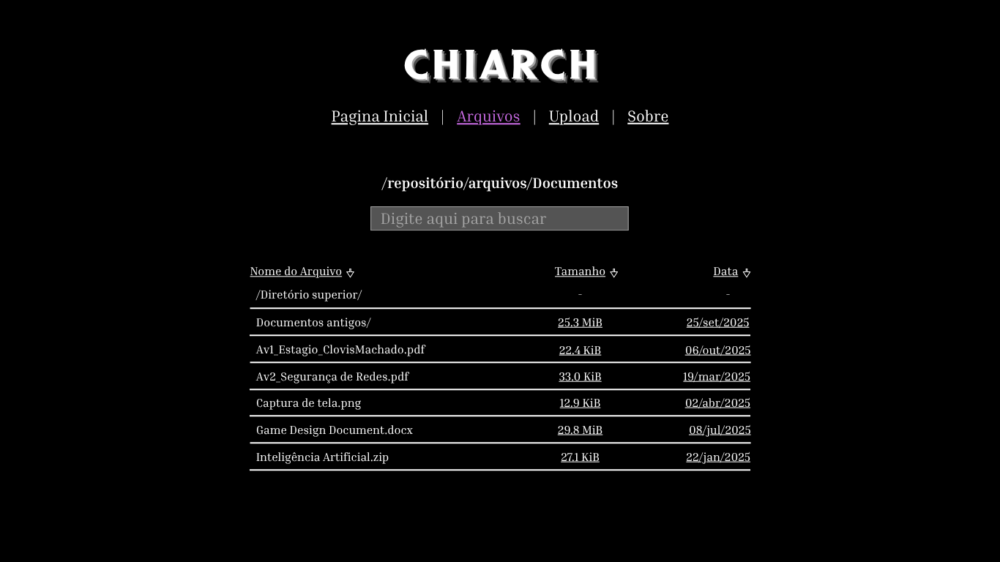 CHIARCH
Pagina Inicial | Arquivos | Upload | Sobre
/repositório/arquivos/Documentos
Digite aqui para buscar
Nome do Arquivo Tamanho Data
/Diretório superior/ - -
Documentos antigos/ 25.3 MiB 25/set/2025
Av1_Estagio_ClovisMachado.pdf 22.4 KiB 06/out/2025
Av2_Segurança de Redes.pdf 33.0 KiB 19/mar/2025
Captura de tela.png 12.9 KiB 02/abr/2025
Game Design Document.docx 29.8 MiB 08/jul/2025
Inteligência Artificial.zip 27.1 KiB 22/jan/2025